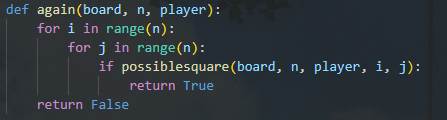 def again(board, n, player):
    for i in range(n):
        for j in range(n):
            if possiblesquare(board, n, player, i, j):
                return True
    return False